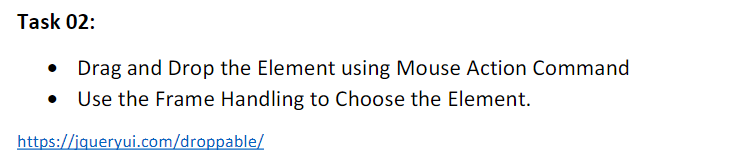 Task 02:
• Drag and Drop the Element using Mouse Action Command
• Use the Frame Handling to Choose the Element.
https://jqueryui.com/droppable/